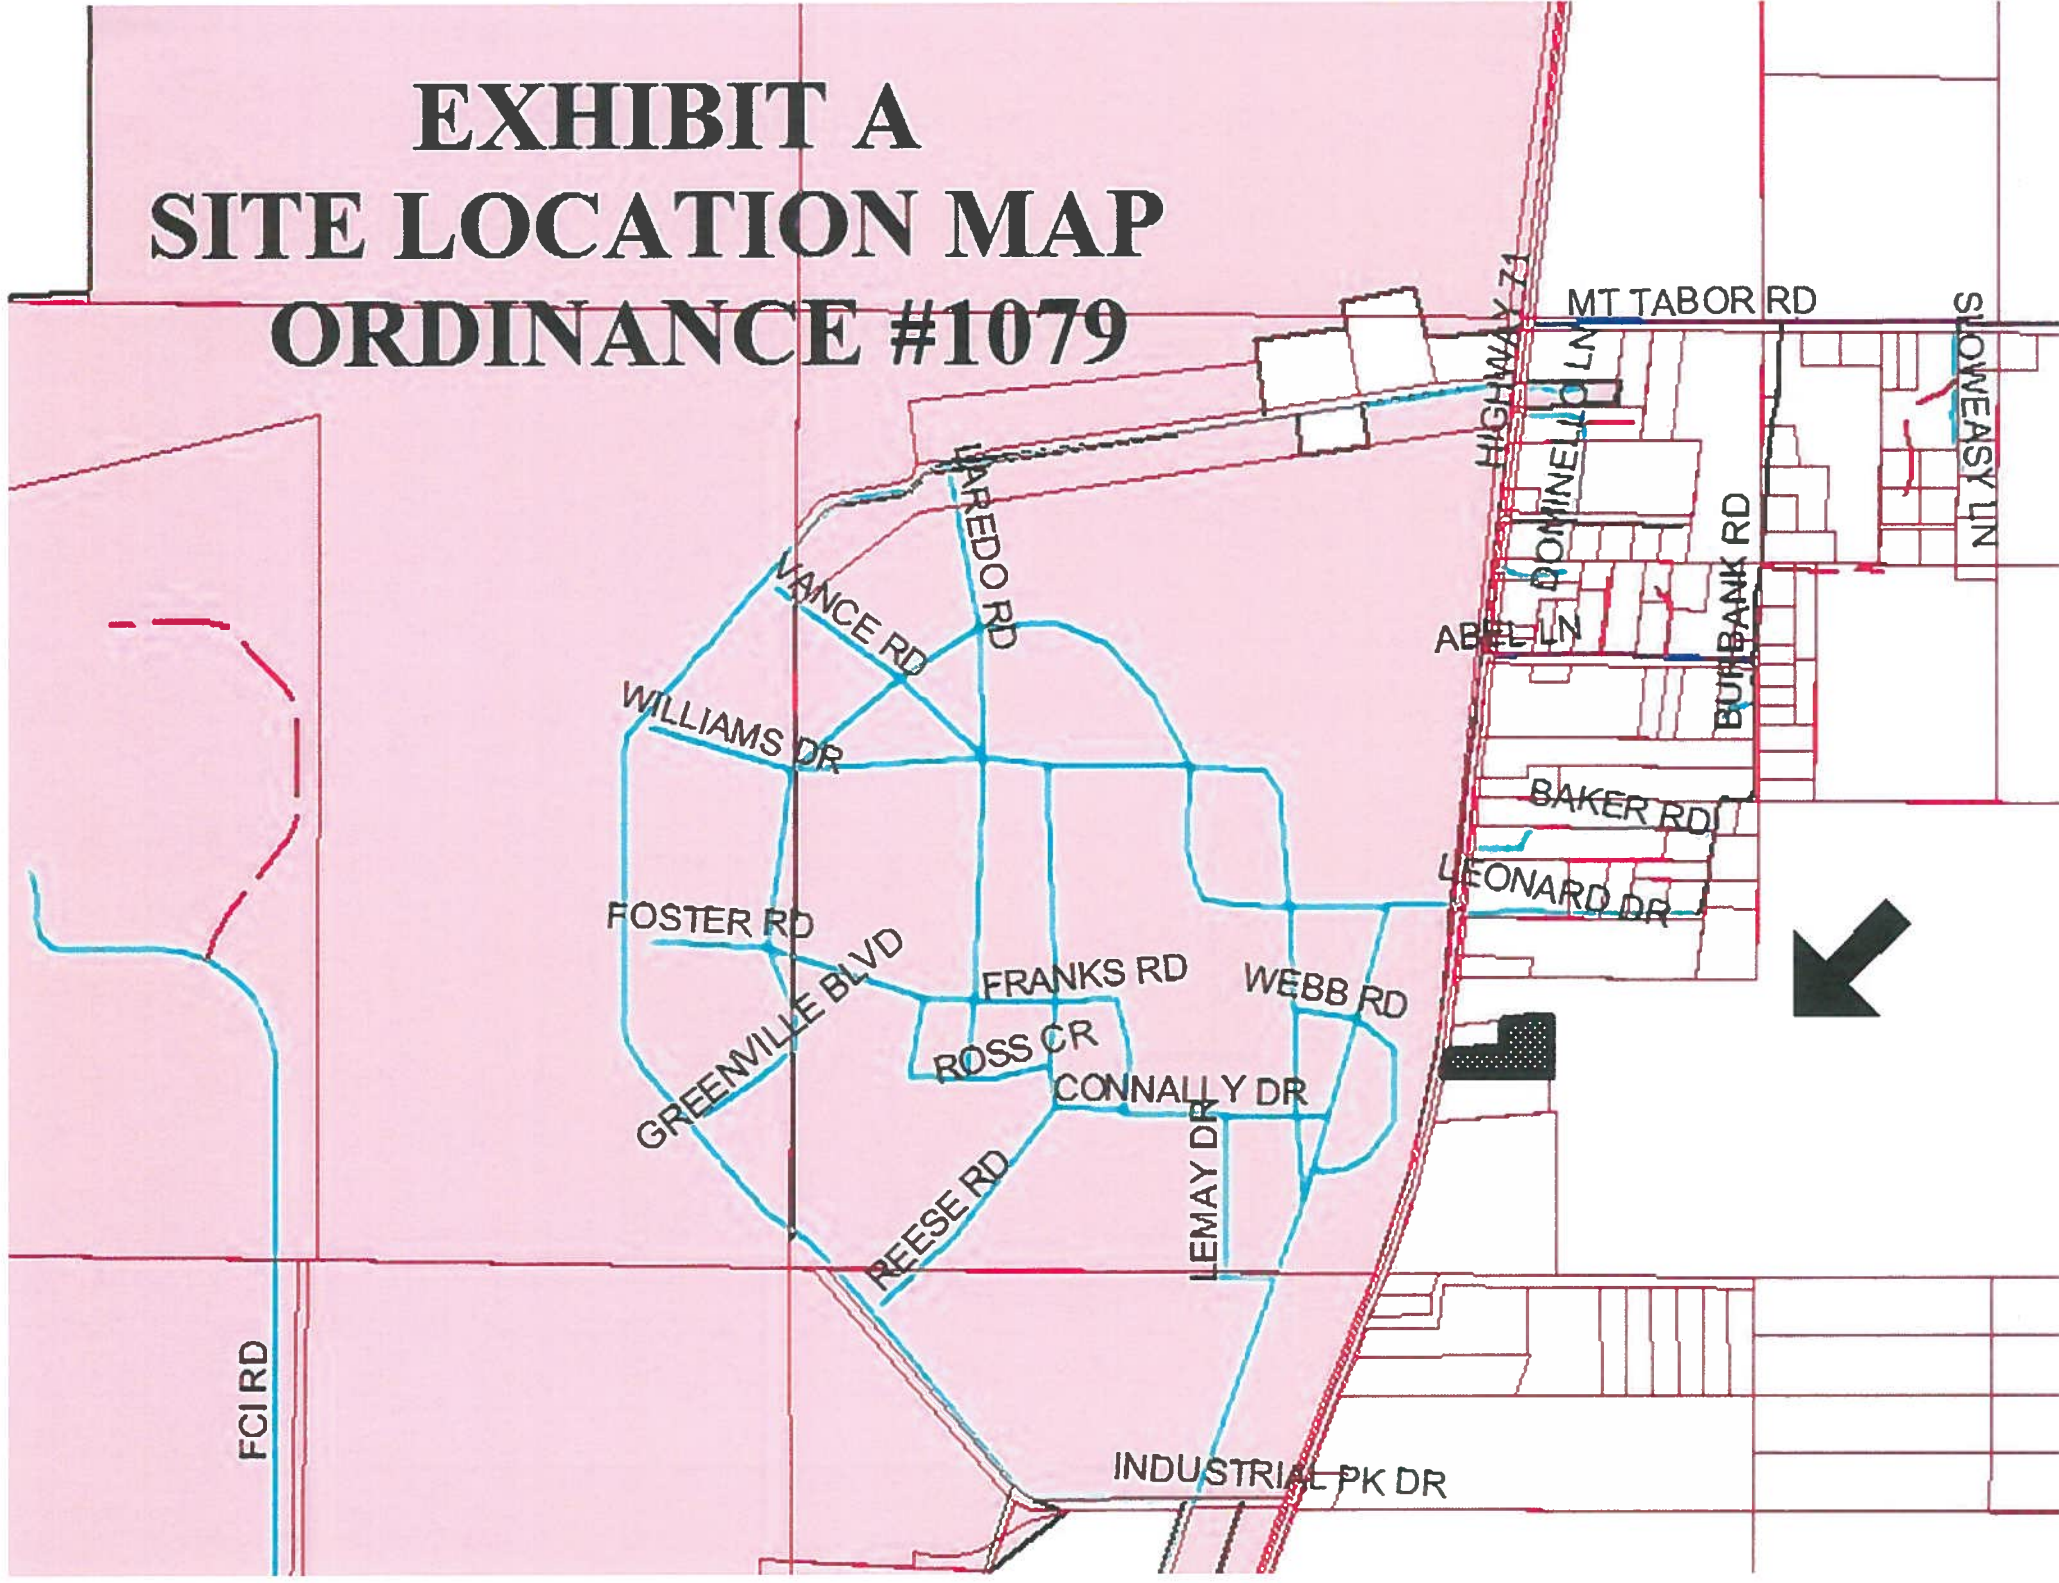 EXHIBIT A
SITE LOCATION MAP
ORDINANCE #1079
HIGHWAY 71
MT TABOR RD
SLOWEASY LN
DONNELL LN
LAREDO RD
BURBANK RD
VANCE RD
ABEL LN
WILLIAMS DR
BAKER RD
LEONARD DR
FOSTER RD
GREENVILLE BLVD
FRANKS RD
WEBB RD
ROSS CR
CONNALLY DR
LEMAY DR
REESE RD
FCI RD
INDUSTRIAL PK DR